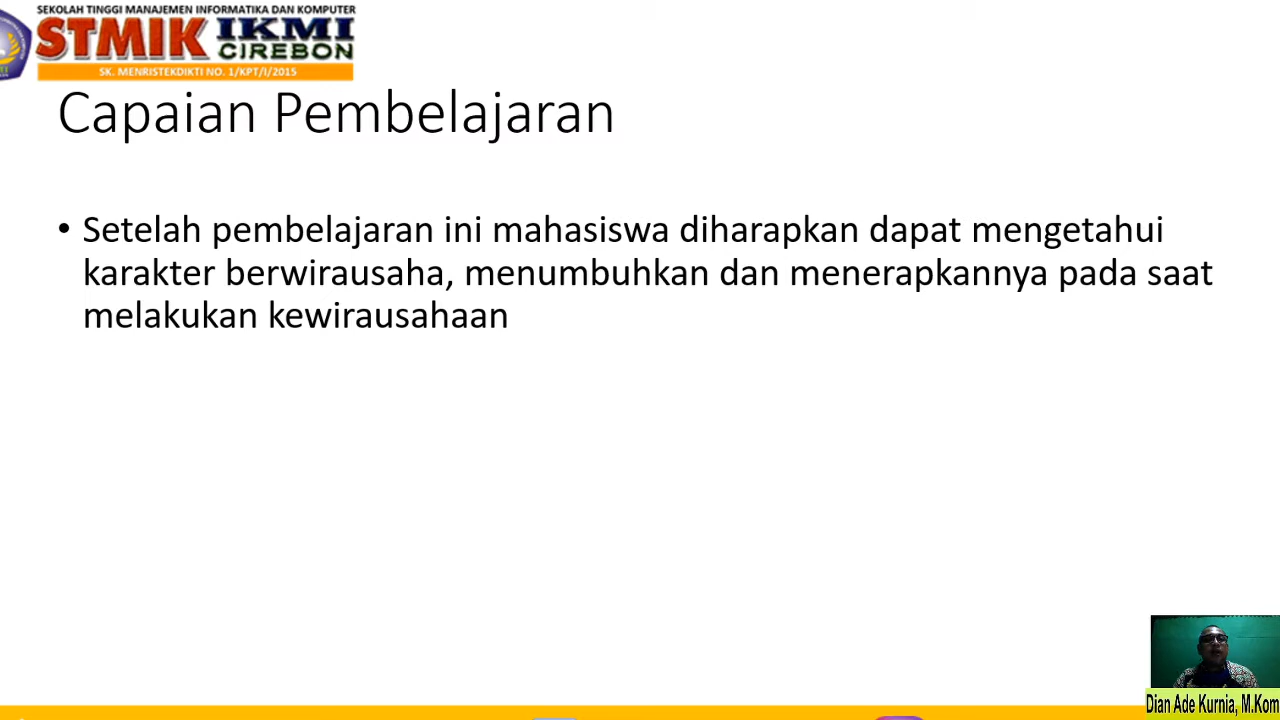 SEKOLAH TINGGI MANAJEMEN INFORMATIKA DAN KOMPUTER
STMIK IKMI
CIREBON
SK. MENRISTEKDIKTI NO. 1/KPT/I/2015
Capaian Pembelajaran
• Setelah pembelajaran ini mahasiswa diharapkan dapat mengetahui
karakter berwirausaha, menumbuhkan dan menerapkannya pada saat
melakukan kewirausahaan
Dian Ade Kurnia, M.Kom